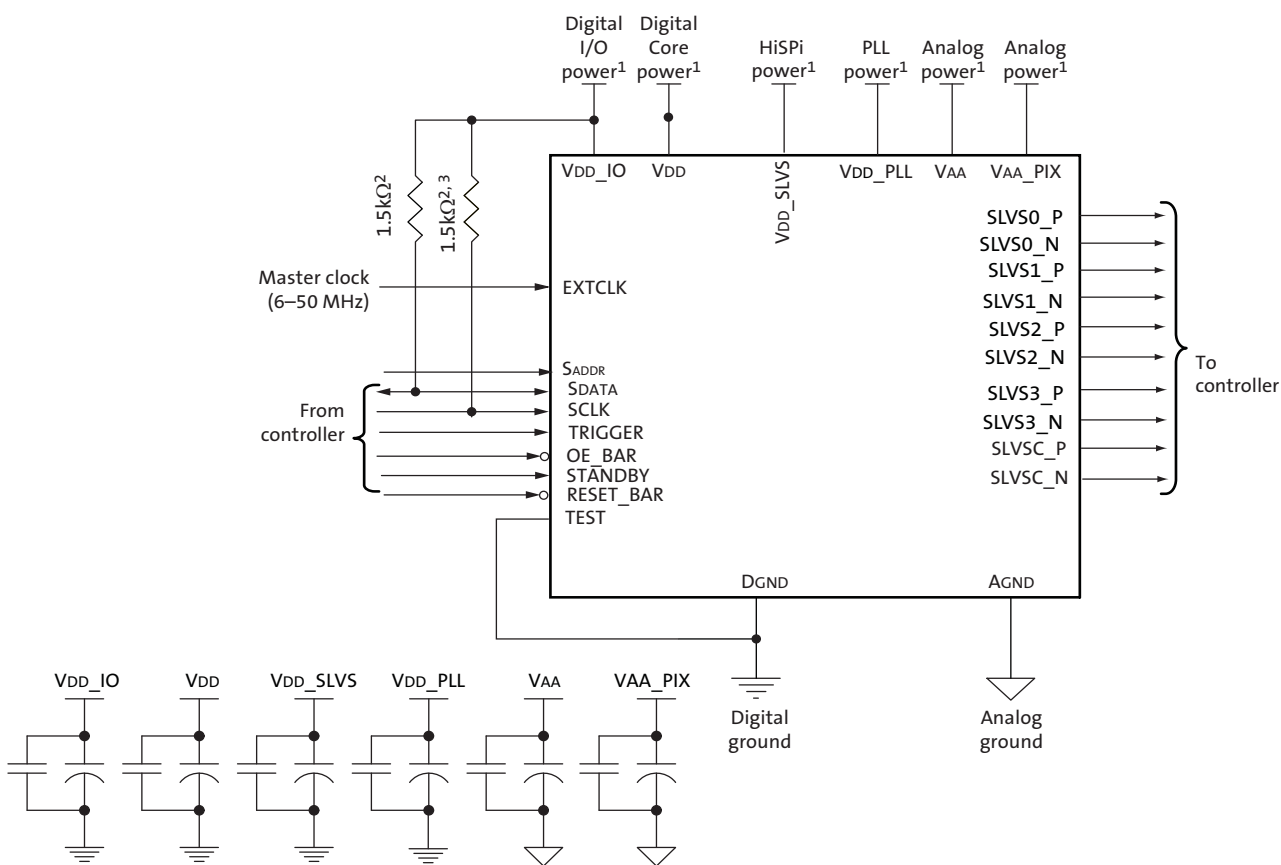 Digital
I/O
power1
Digital
Core
power1
HiSPi
power1
PLL
power1
Analog
power1
Analog
power1
1.5kΩ2
1.5kΩ2, 3
VDD_IO
VDD
VDD_SLVS
VDD_PLL
VAA
VAA_PIX
Master clock
(6–50 MHz)
EXTCLK
SADDR
SDATA
SCLK
TRIGGER
OE_BAR
STANDBY
RESET_BAR
TEST
From
controller
SLVS0_P
SLVS0_N
SLVS1_P
SLVS1_N
SLVS2_P
SLVS2_N
SLVS3_P
SLVS3_N
SLVSC_P
SLVSC_N
To
controller
DGND
AGND
Digital
ground
Analog
ground
VDD_IO
VDD
VDD_SLVS
VDD_PLL
VAA
VAA_PIX